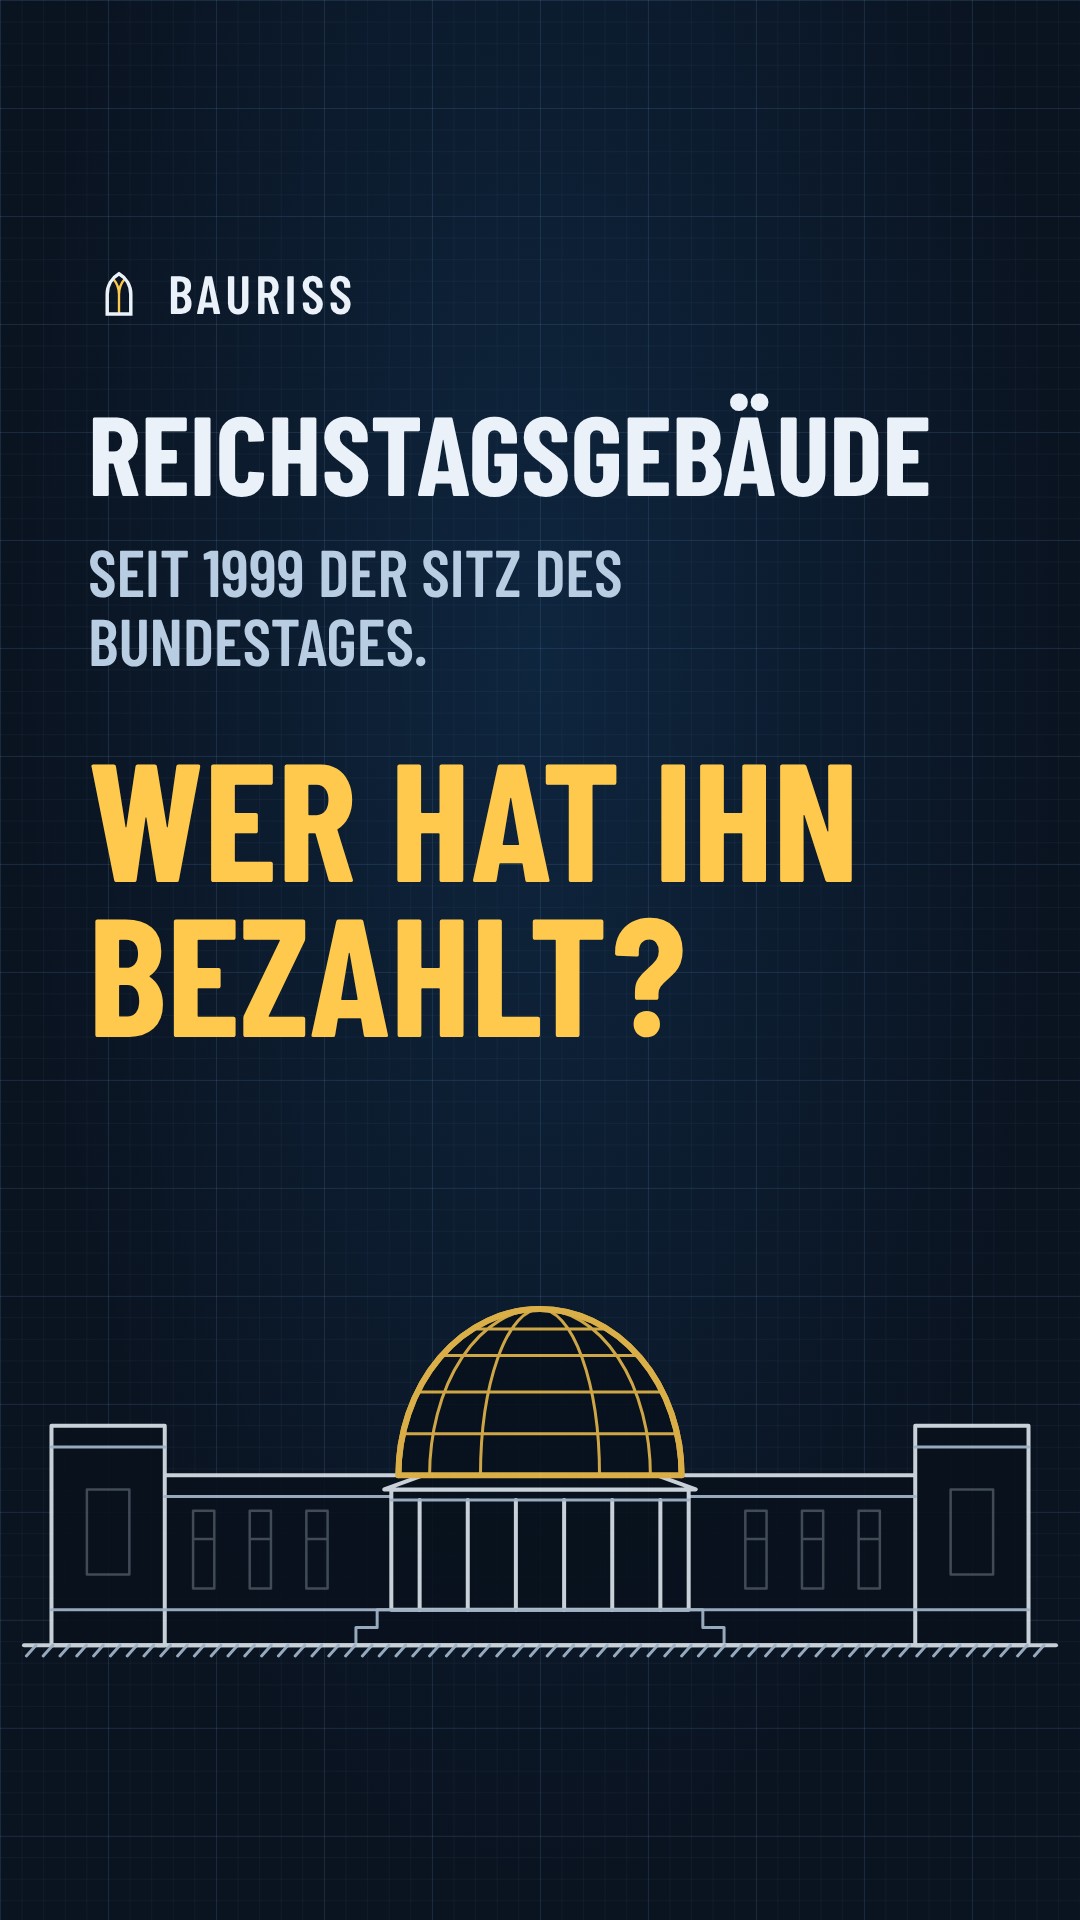 BAURISS
REICHSTAGSGEBÄUDE
SEIT 1999 DER SITZ DES
BUNDESTAGES.
WER HAT IHN
BEZAHLT?